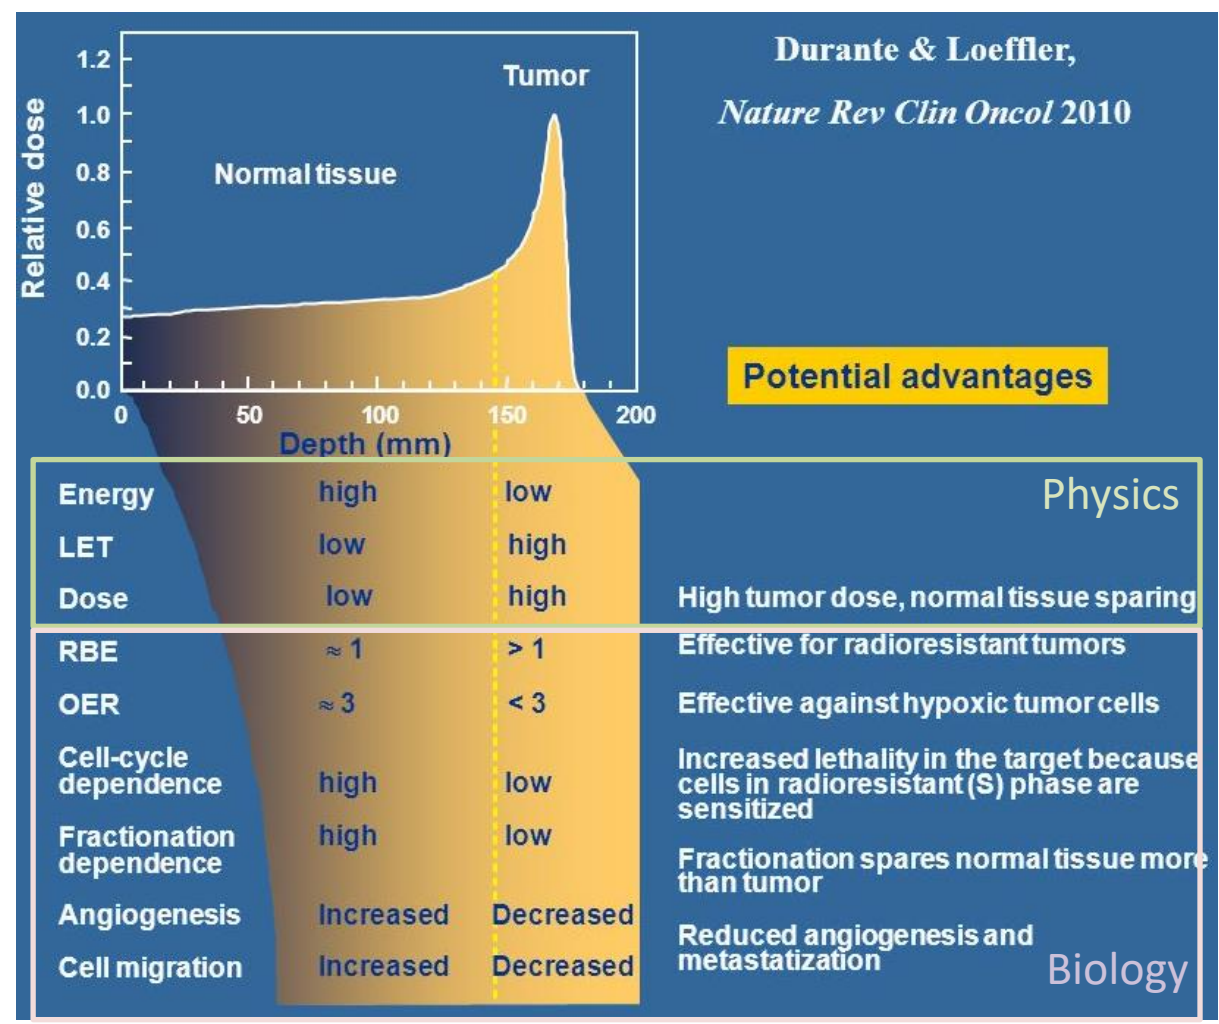 Durante & Loeffler,
Nature Rev Clin Oncol 2010
Relative dose
1.2
1.0
0.8
0.6
0.4
0.2
0.0
Tumor
Normal tissue
0 50 100 150 200
Depth (mm)
Potential advantages
Physics
Energy high low
LET low high
Dose low high High tumor dose, normal tissue sparing
RBE ≈ 1 > 1 Effective for radioresistant tumors
OER ≈ 3 < 3 Effective against hypoxic tumor cells
Cell-cycle
dependence high low
Increased lethality in the target because
cells in radioresistant (S) phase are
sensitized
Fractionation
dependence high low
Fractionation spares normal tissue more
than tumor
Angiogenesis Increased Decreased
Cell migration Increased Decreased
Reduced angiogenesis and
metastatization
Biology